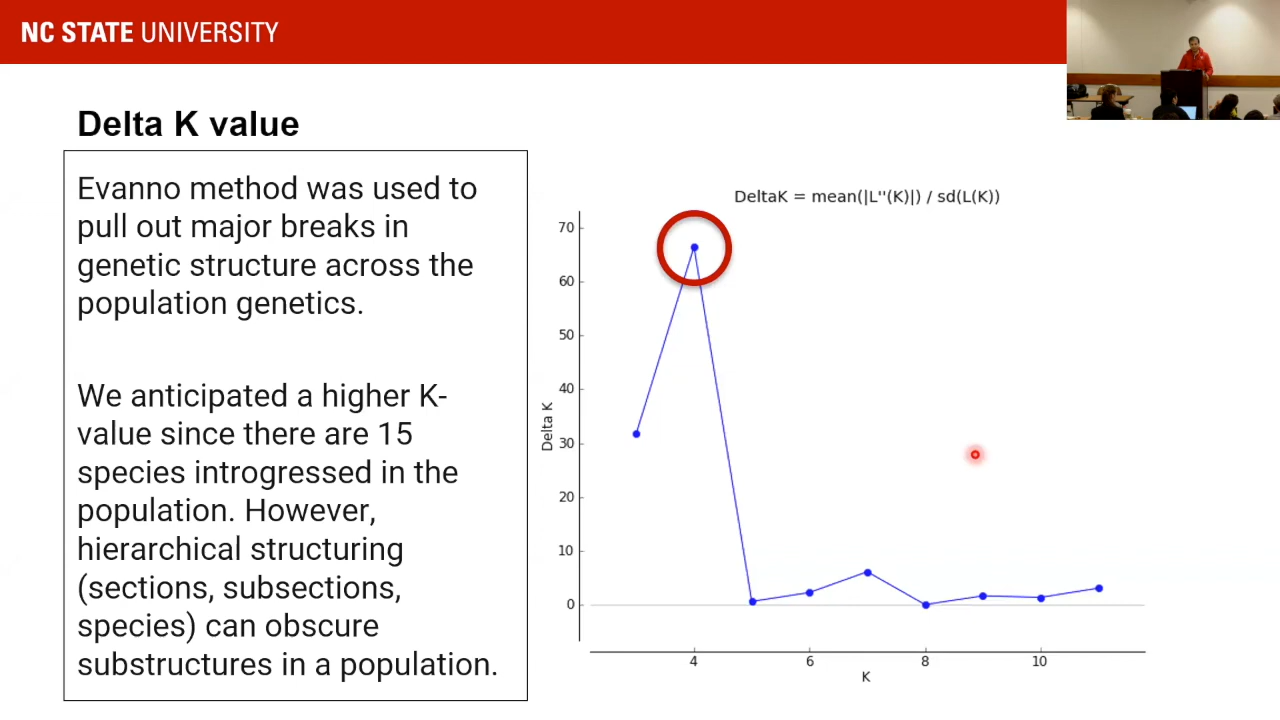 NC STATE UNIVERSITY
Delta K value
Evanno method was used to
pull out major breaks in
genetic structure across the
population genetics.
We anticipated a higher K-
value since there are 15
species introgressed in the
population. However,
hierarchical structuring
(sections, subsections,
species) can obscure
substructures in a population.
DeltaK = mean(|L''(K)|) / sd(L(K))
70
60
50
40
30
20
10
0
Delta K
4
6
8
10
K